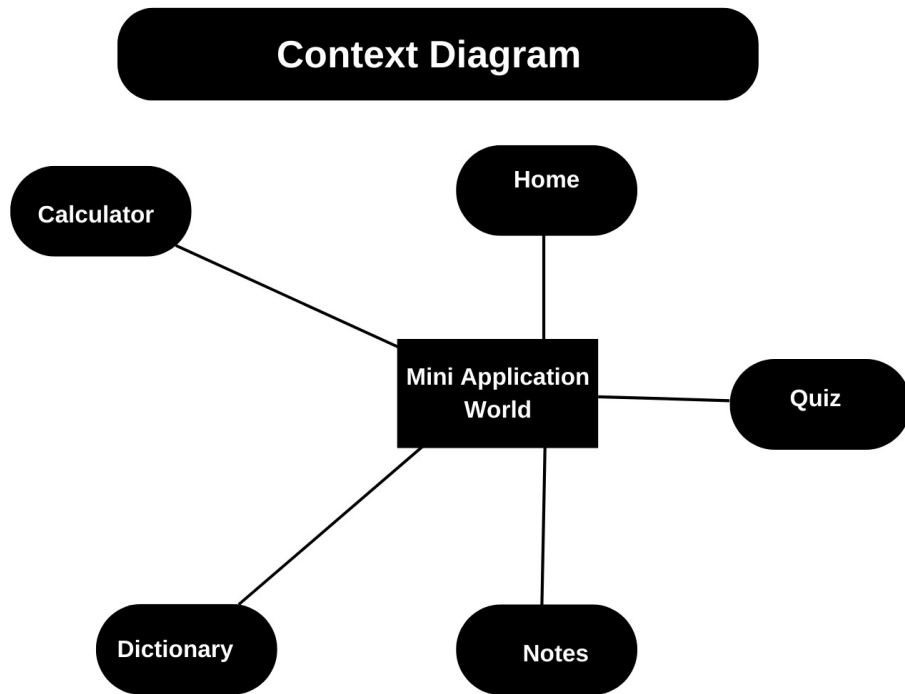 Context Diagram
Home
Calculator
Mini Application
World
Quiz
Dictionary
Notes